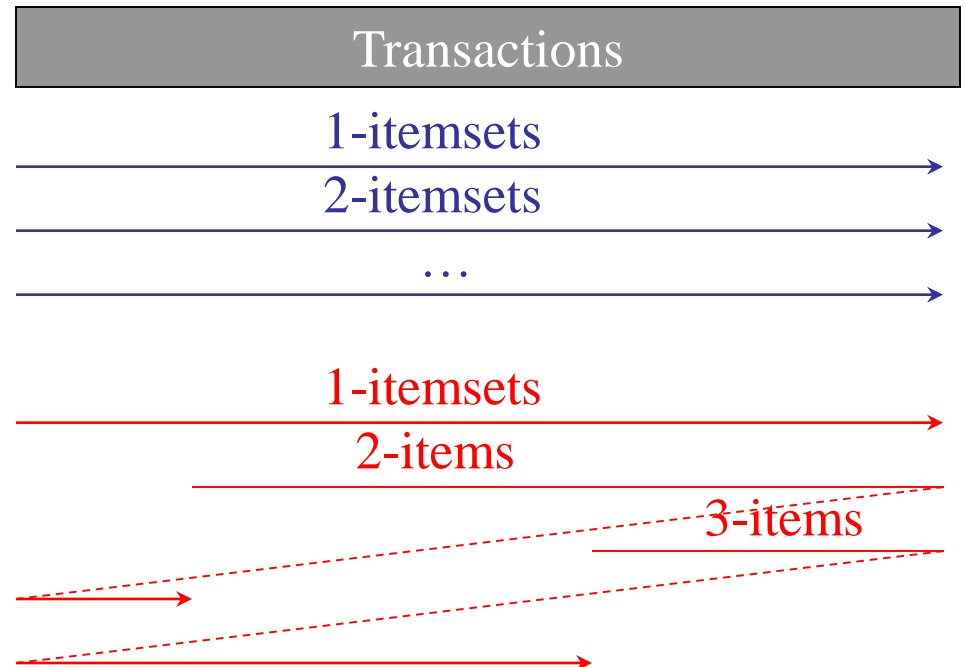 Transactions
1-itemsets
2-itemsets
…
1-itemsets
2-items
3-items